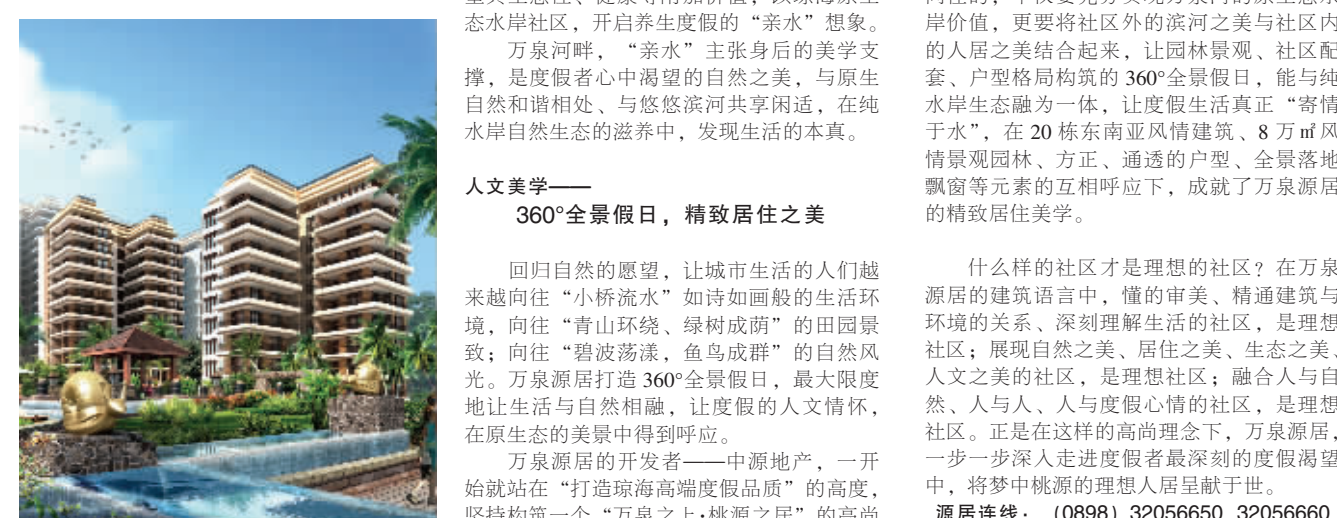 态水岸社区，开启养生度假的“亲水”想象。
万泉河畔，“亲水”主张身后的美学支
撑，是度假者心中渴望的自然之美，与原生
自然和谐相处、与悠悠滨河共享闲适，在纯
水岸自然生态的滋养中，发现生活的本真。
人文美学——
360°全景假日，精致居住之美
回归自然的愿望，让城市生活的人们越
来越向往“小桥流水”如诗如画般的生活环
境，向往“青山环绕、绿树成荫”的田园景
致；向往“碧波荡漾，鱼鸟成群”的自然风
光。万泉源居打造 360°全景假日，最大限度
地让生活与自然相融，让度假的人文情怀，
在原生态的美景中得到呼应。
万泉源居的开发者——中源地产，一开
始就站在“打造琼海高端度假品质”的高度，
坚持构筑一个“万泉之上·桃源之居”的高尚
岸价值，更要将社区外的滨河之美与社区内
的人居之美结合起来，让园林景观、社区配
套、户型格局构筑的 360°全景假日，能与纯
水岸生态融为一体，让度假生活真正“寄情
于水”，在 20 栋东南亚风情建筑、8 万㎡风
情景观园林、方正、通透的户型、全景落地
飘窗等元素的互相呼应下，成就了万泉源居
的精致居住美学。
什么样的社区才是理想的社区？在万泉
源居的建筑语言中，懂的审美、精通建筑与
环境的关系、深刻理解生活的社区，是理想
社区；展现自然之美、居住之美、生态之美、
人文之美的社区，是理想社区；融合人与自
然、人与人、人与度假心情的社区，是理想
社区。正是在这样的高尚理念下，万泉源居，
一步一步深入走进度假者最深刻的度假渴望
中，将梦中桃源的理想人居呈献于世。
源居连线：（0898）32056650 32056660